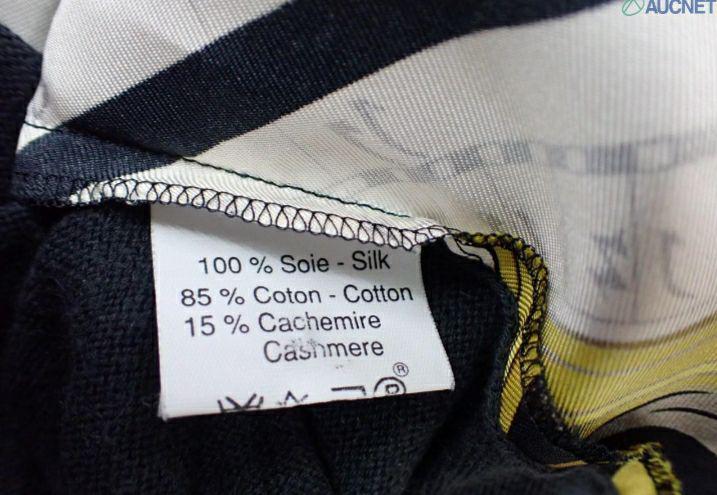 AUCNET
100 % Soie - Silk
85 % Coton - Cotton
15 % Cachemire
Cashmere
®